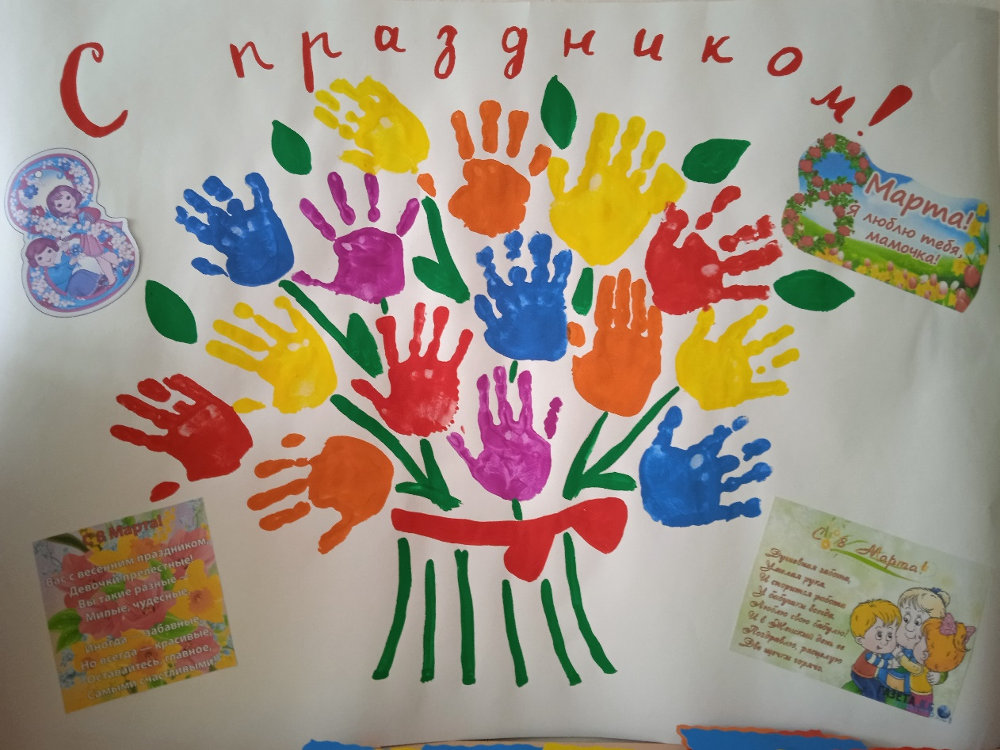 С праздником!
8 Марта!
Я люблю тебя,
мамочка!
С 8 Марта!
Вас с весенним праздником,
Девочки прелестные!
Вы такие разные —
Милые, чудесные.
Иногда — забавные,
Но всегда — красивые.
Оставайтесь, главное,
Самыми счастливыми!
С 8 Марта!
Душевная забота,
Умелая рука.
И спорится работа
У бабушки всегда.
Люблю свою бабулю!
И в Женский день ее
Поздравлю, расцелую
Две щечки горячо.
ГАЗЕТА